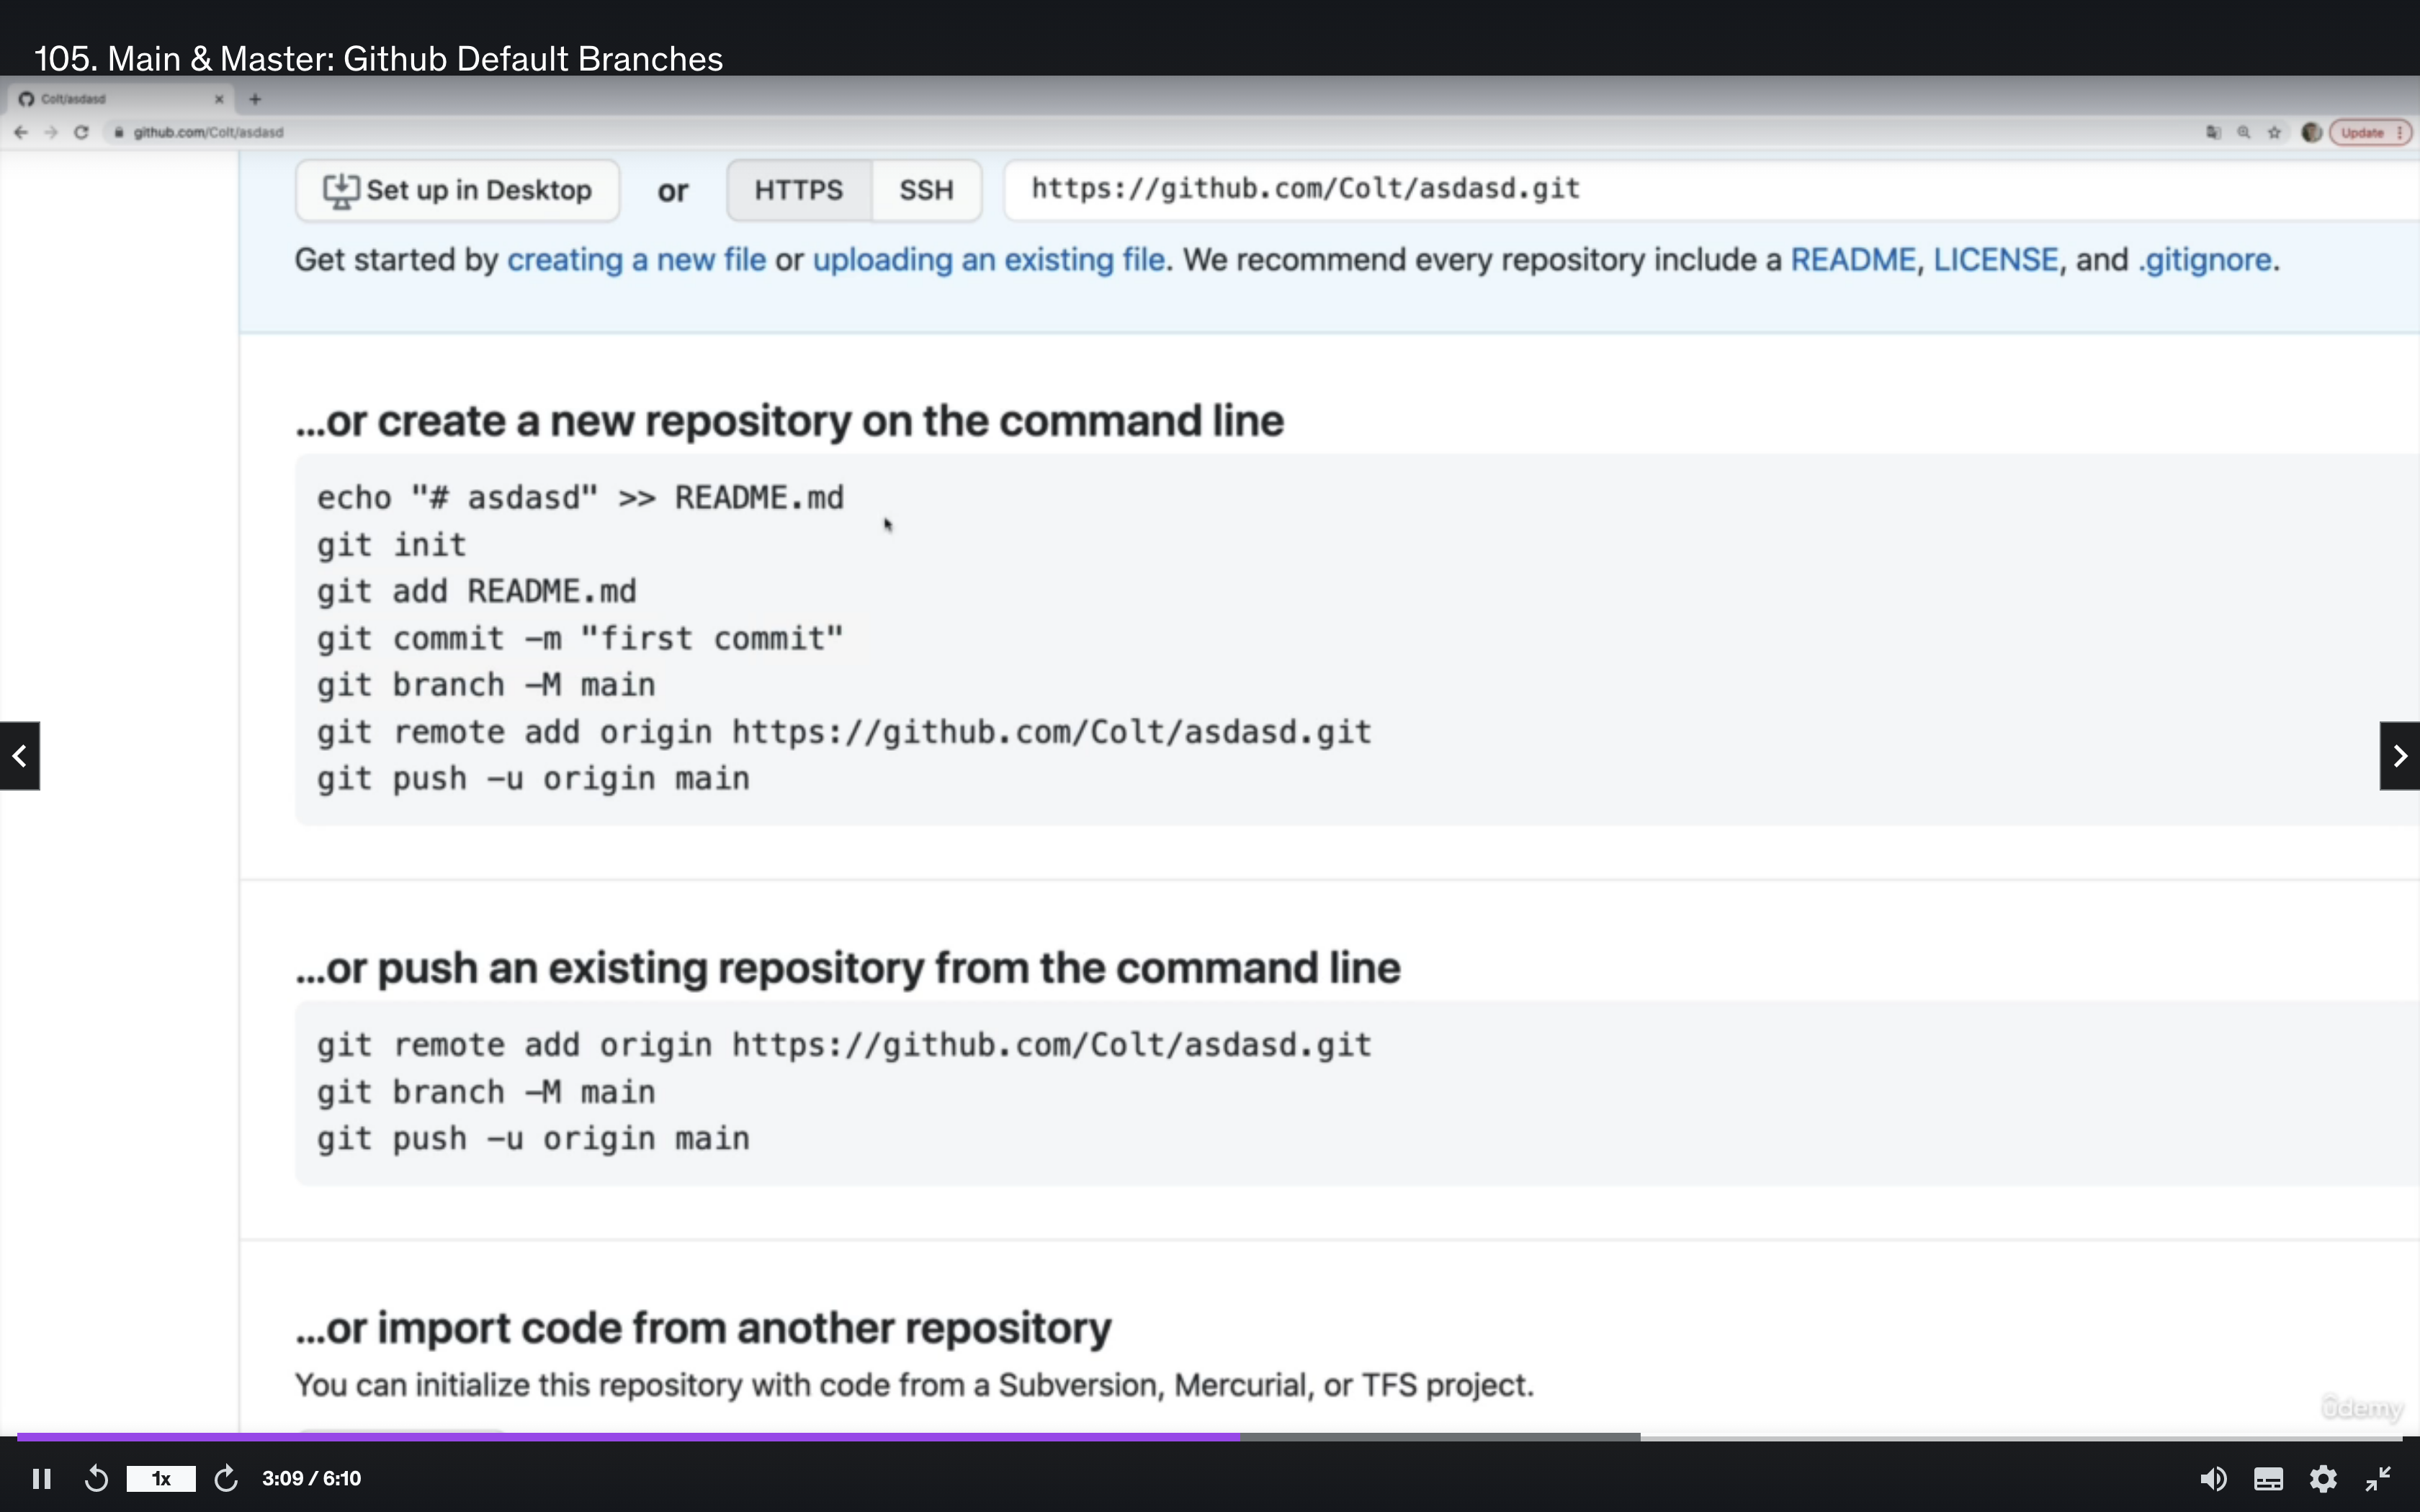 105. Main & Master: Github Default Branches
Colt/asdasd
github.com/Colt/asdasd
Update
Set up in Desktop or HTTPS SSH https://github.com/Colt/asdasd.git
Get started by creating a new file or uploading an existing file. We recommend every repository include a README, LICENSE, and .gitignore.
...or create a new repository on the command line
echo "# asdasd" >> README.md
git init
git add README.md
git commit -m "first commit"
git branch -M main
git remote add origin https://github.com/Colt/asdasd.git
git push -u origin main
...or push an existing repository from the command line
git remote add origin https://github.com/Colt/asdasd.git
git branch -M main
git push -u origin main
...or import code from another repository
You can initialize this repository with code from a Subversion, Mercurial, or TFS project.
ûdemy
1x 3:09 / 6:10